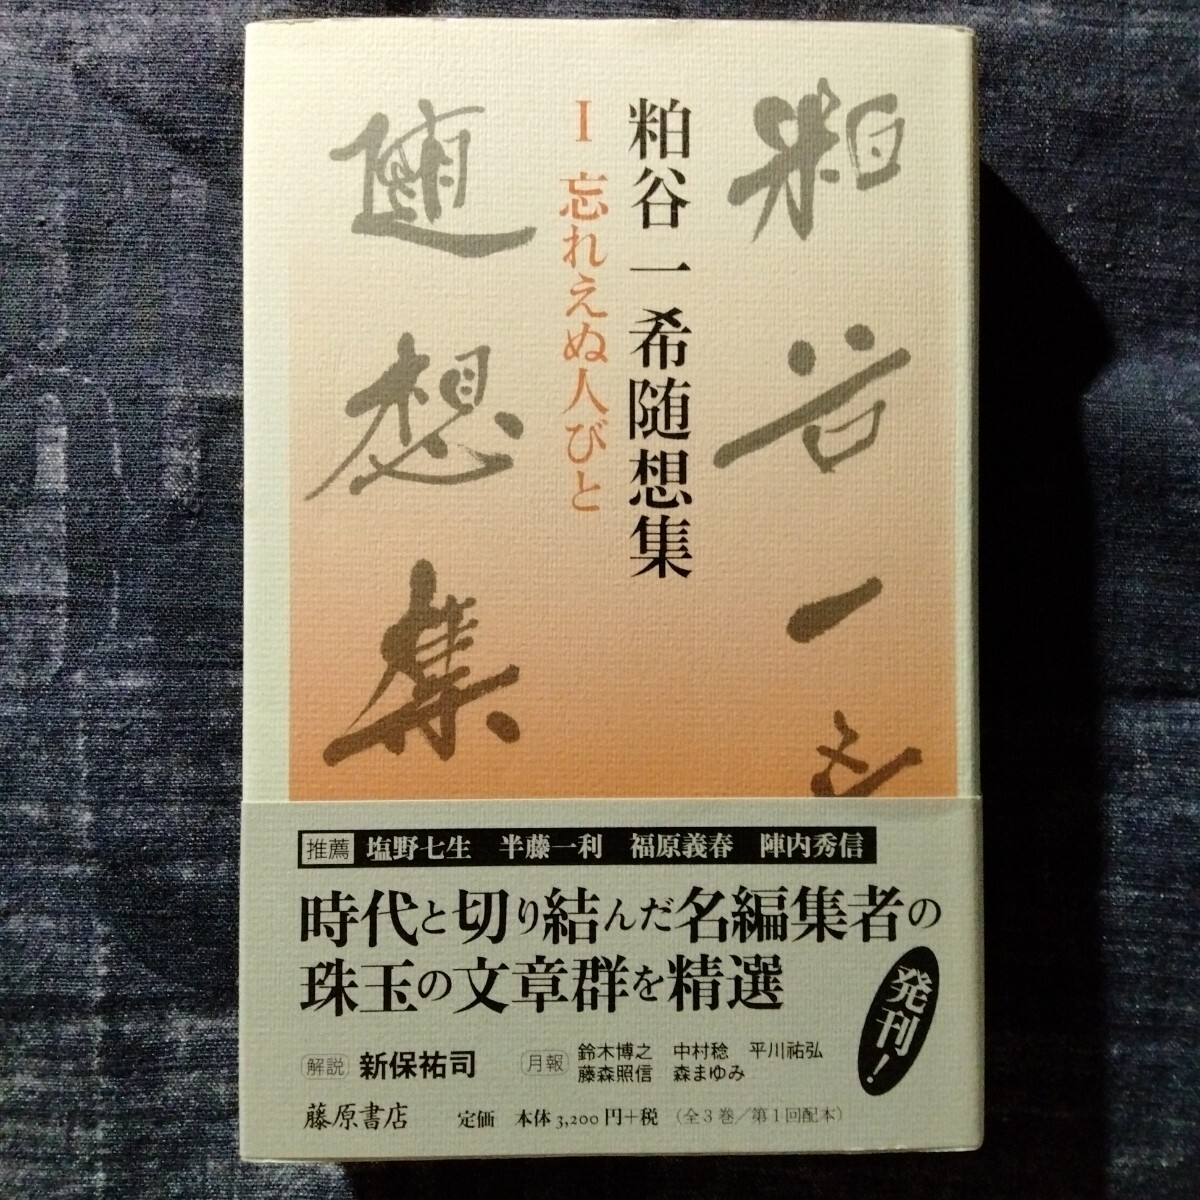 粕谷一希
随想集
粕谷一希随想集
I 忘れえぬ人びと
推薦 塩野七生 半藤一利 福原義春 陣内秀信
時代と切り結んだ名編集者の
珠玉の文章群を精選
発刊!
解説 新保祐司
月報 鈴木博之 中村稔 平川祐弘
藤森照信 森まゆみ
藤原書店 定価 本体3,200円+税 (全3巻/第1回配本)